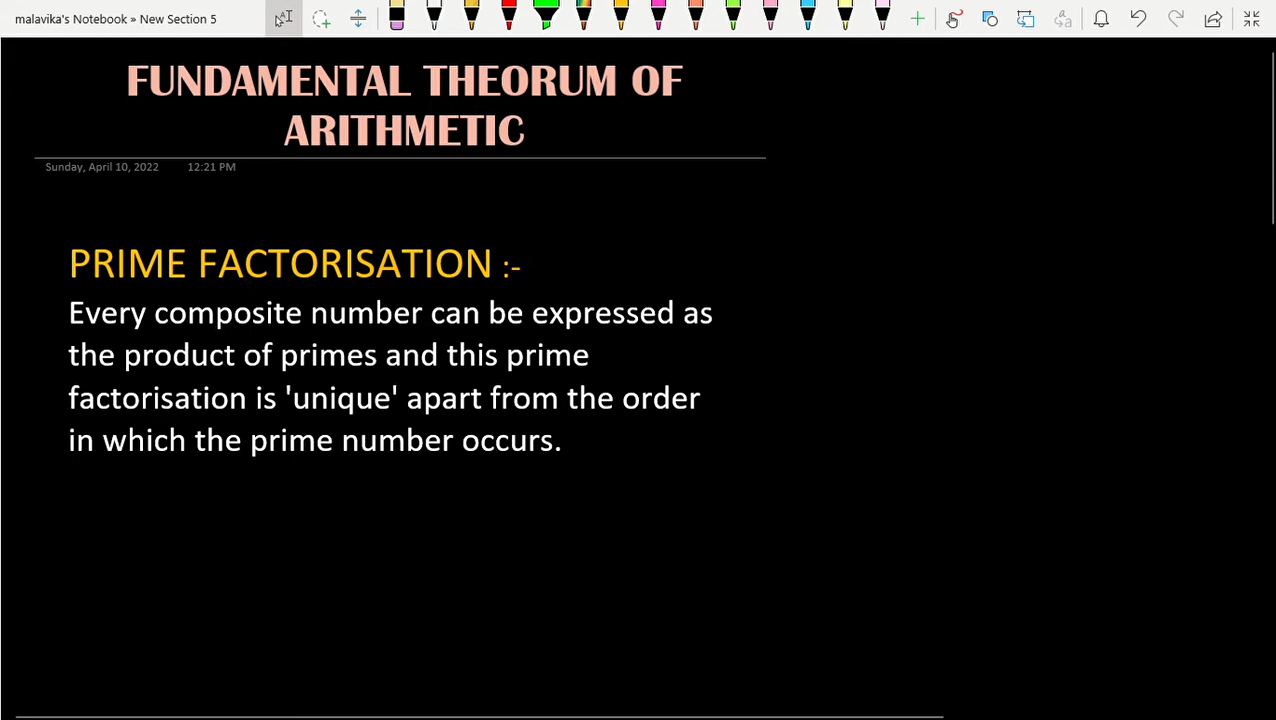 malavika's Notebook » New Section 5
FUNDAMENTAL THEORUM OF
ARITHMETIC
Sunday, April 10, 2022 12:21 PM
PRIME FACTORISATION :-
Every composite number can be expressed as
the product of primes and this prime
factorisation is 'unique' apart from the order
in which the prime number occurs.